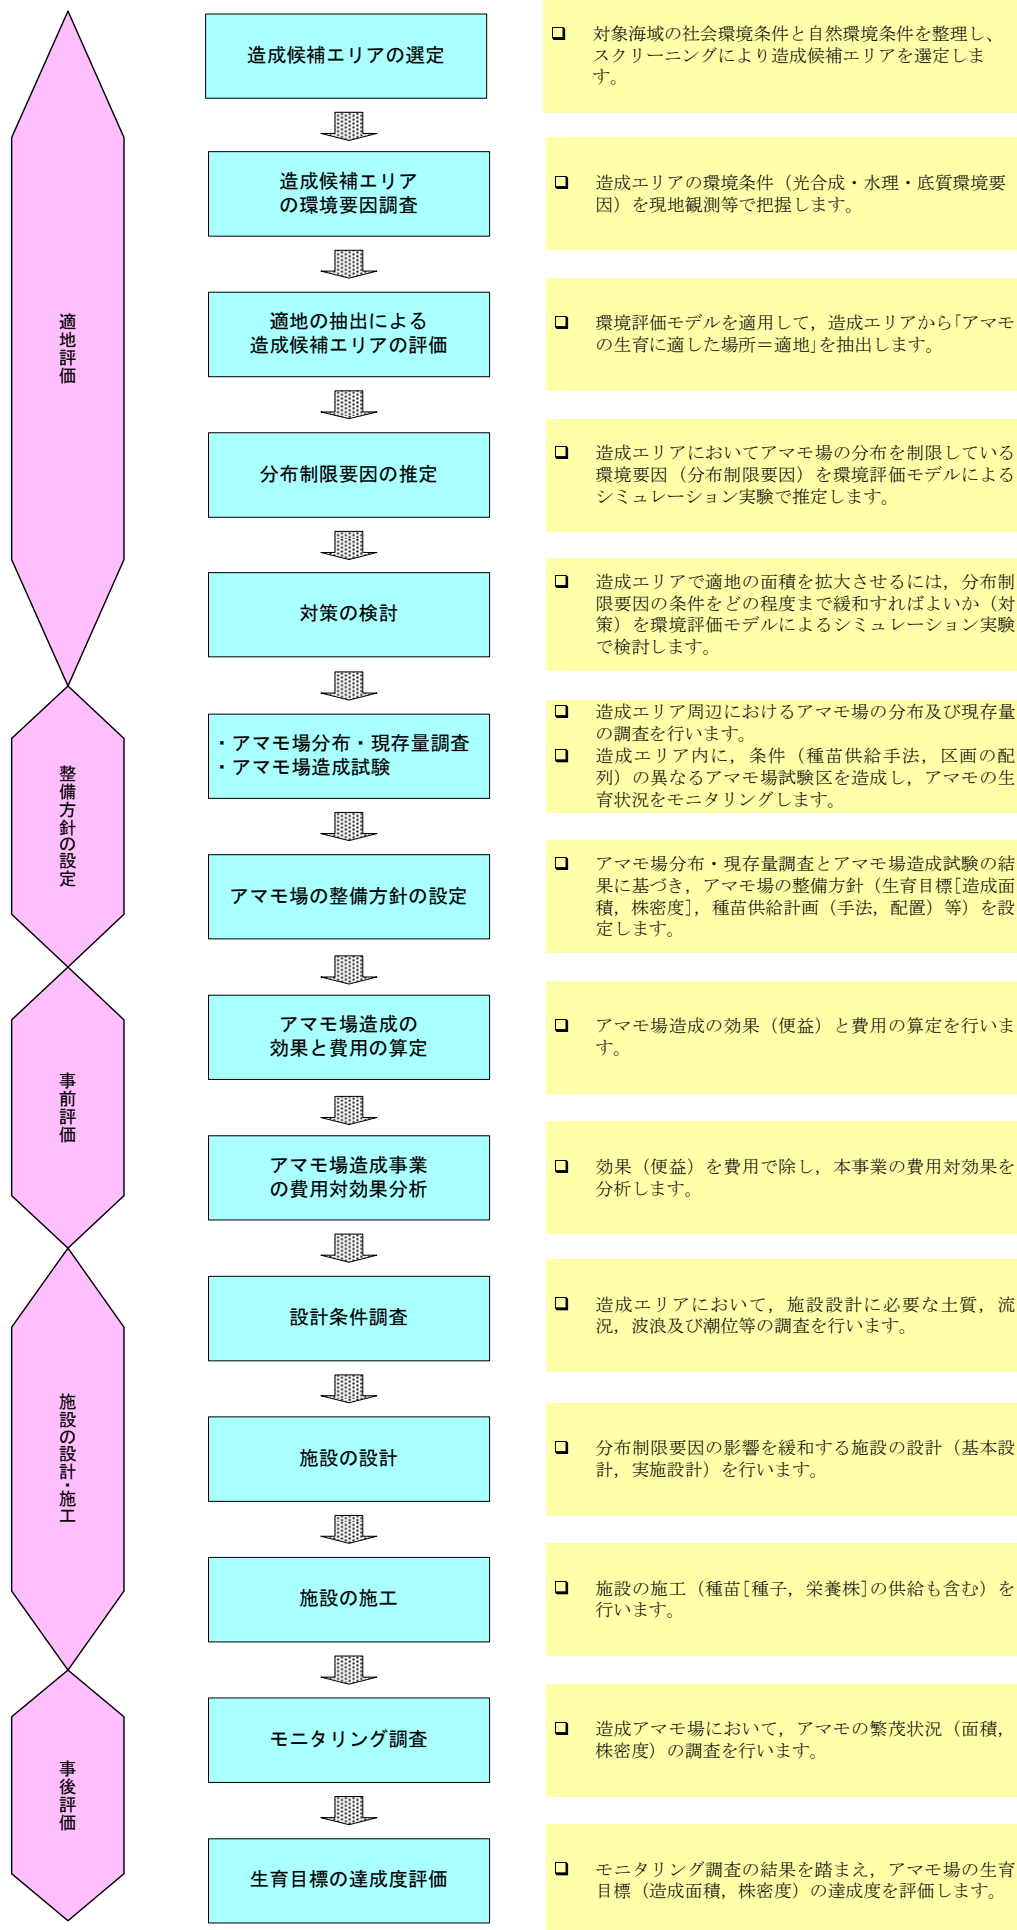 適地評価
造成候補エリアの選定
❑ 対象海域の社会環境条件と自然環境条件を整理し、
スクリーニングにより造成候補エリアを選定しま
す。
造成候補エリア
の環境要因調査
❑ 造成エリアの環境条件（光合成・水理・底質環境要
因）を現地観測等で把握します。
適地の抽出による
造成候補エリアの評価
❑ 環境評価モデルを適用して，造成エリアから｢アマモ
の生育に適した場所＝適地｣を抽出します。
分布制限要因の推定
❑ 造成エリアにおいてアマモ場の分布を制限している
環境要因（分布制限要因）を環境評価モデルによる
シミュレーション実験で推定します。
対策の検討
❑ 造成エリアで適地の面積を拡大させるには，分布制
限要因の条件をどの程度まで緩和すればよいか（対
策）を環境評価モデルによるシミュレーション実験
で検討します。
整備方針の設定
・アマモ場分布・現存量調査
・アマモ場造成試験
❑ 造成エリア周辺におけるアマモ場の分布及び現存量
の調査を行います。
❑ 造成エリア内に，条件（種苗供給手法，区画の配
列）の異なるアマモ場試験区を造成し，アマモの生
育状況をモニタリングします。
アマモ場の整備方針の設定
❑ アマモ場分布・現存量調査とアマモ場造成試験の結
果に基づき，アマモ場の整備方針（生育目標[造成面
積，株密度]，種苗供給計画（手法，配置）等）を設
定します。
事前評価
アマモ場造成の
効果と費用の算定
❑ アマモ場造成の効果（便益）と費用の算定を行いま
す。
アマモ場造成事業
の費用対効果分析
❑ 効果（便益）を費用で除し，本事業の費用対効果を
分析します。
施設の設計・施工
設計条件調査
❑ 造成エリアにおいて，施設設計に必要な土質，流
況，波浪及び潮位等の調査を行います。
施設の設計
❑ 分布制限要因の影響を緩和する施設の設計（基本設
計，実施設計）を行います。
施設の施工
❑ 施設の施工（種苗[種子，栄養株]の供給も含む）を
行います。
事後評価
モニタリング調査
❑ 造成アマモ場において，アマモの繁茂状況（面積，
株密度）の調査を行います。
生育目標の達成度評価
❑ モニタリング調査の結果を踏まえ，アマモ場の生育
目標（造成面積，株密度）の達成度を評価します。